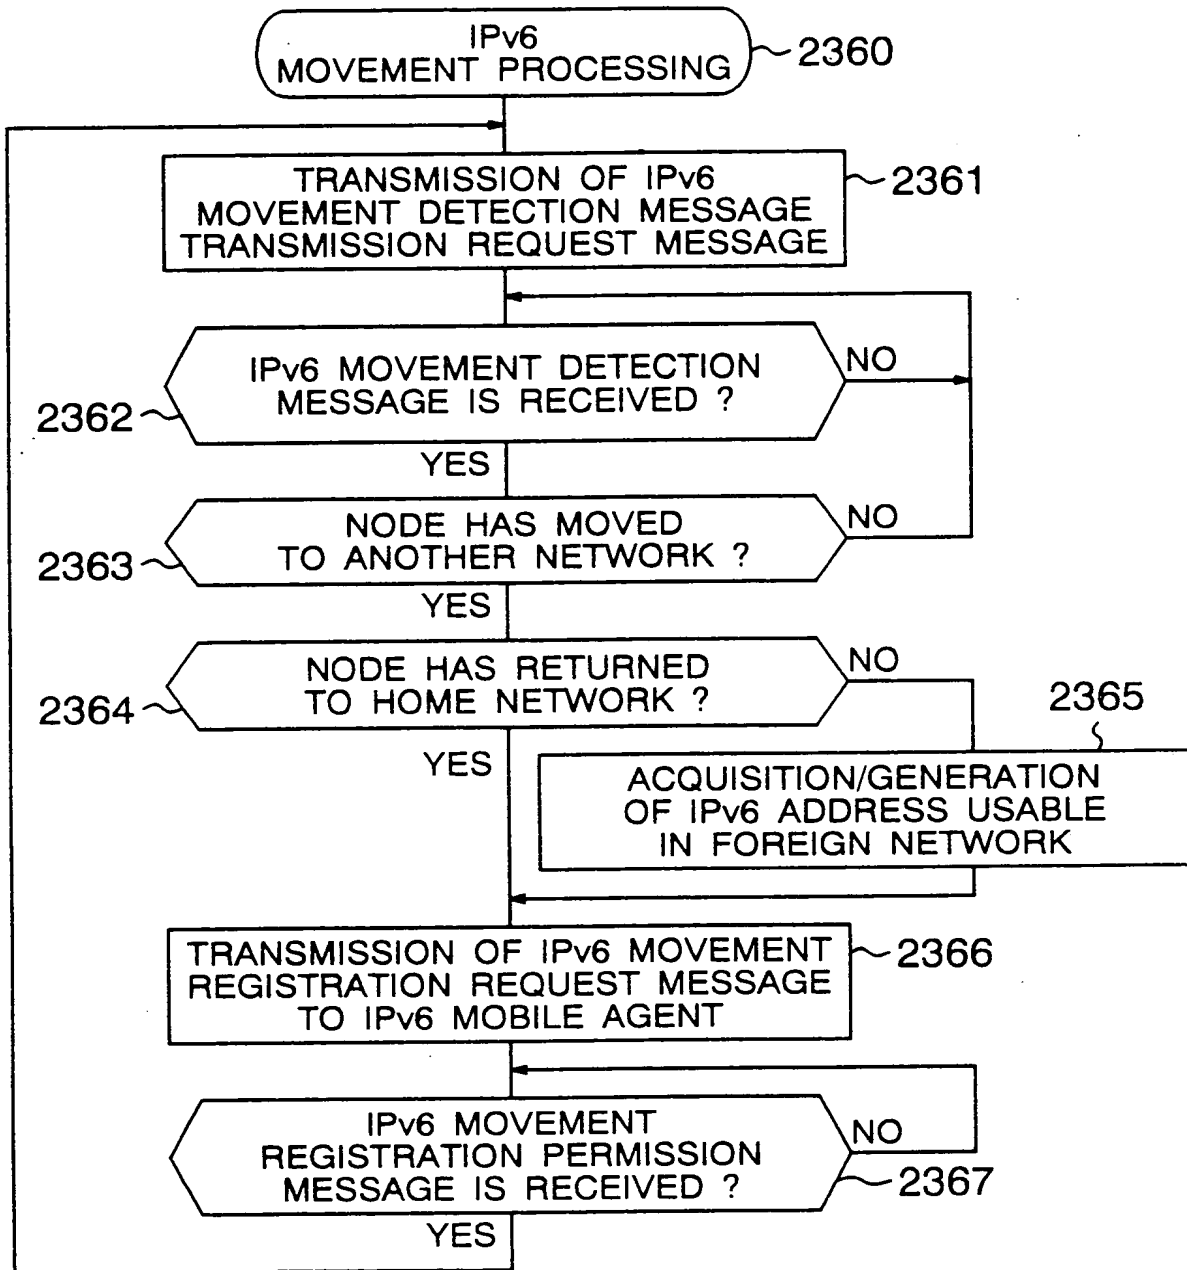 IPv6
MOVEMENT PROCESSING
2360
TRANSMISSION OF IPv6
MOVEMENT DETECTION MESSAGE
TRANSMISSION REQUEST MESSAGE
2361
IPv6 MOVEMENT DETECTION
MESSAGE IS RECEIVED ?
NO
2362
YES
NODE HAS MOVED
TO ANOTHER NETWORK ?
NO
2363
YES
NODE HAS RETURNED
TO HOME NETWORK ?
NO
2364
YES
2365
ACQUISITION/GENERATION
OF IPv6 ADDRESS USABLE
IN FOREIGN NETWORK
TRANSMISSION OF IPv6 MOVEMENT
REGISTRATION REQUEST MESSAGE
TO IPv6 MOBILE AGENT
2366
IPv6 MOVEMENT
REGISTRATION PERMISSION
MESSAGE IS RECEIVED ?
NO
2367
YES